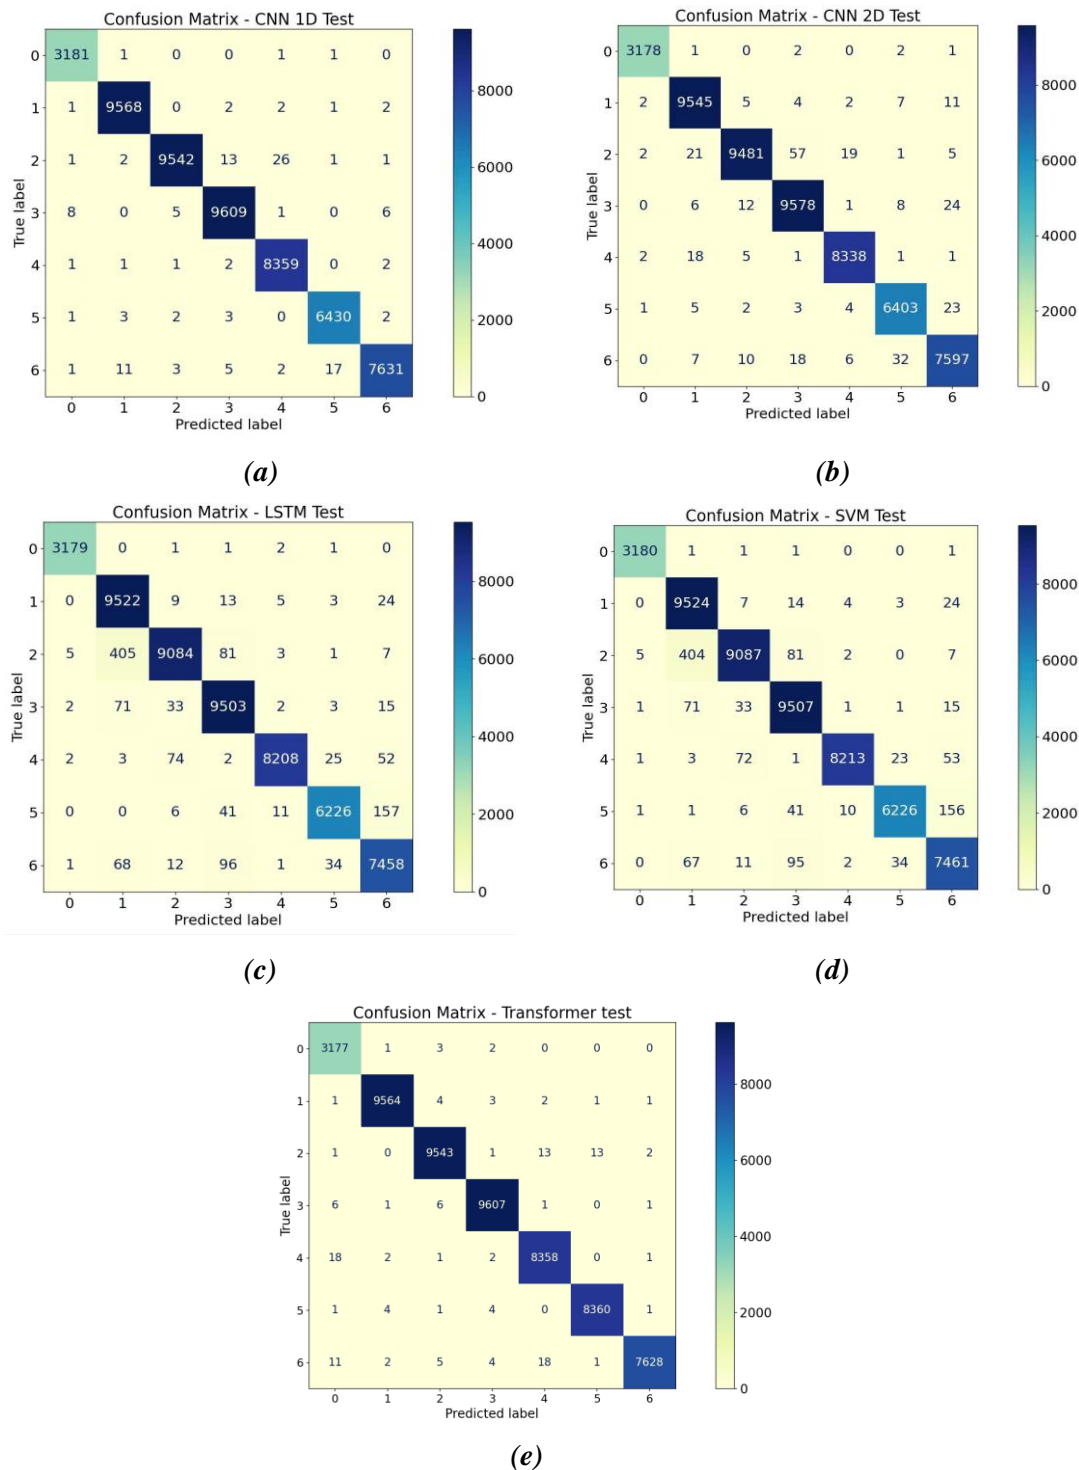 Confusion Matrix - CNN 1D Test
0 3181 1 0 0 1 1 0
1 1 9568 0 2 2 1 2
2 1 2 9542 13 26 1 1
3 8 0 5 9609 1 0 6
4 1 1 1 2 8359 0 2
5 1 3 2 3 0 6430 2
6 1 11 3 5 2 17 7631
0 1 2 3 4 5 6
Predicted label
True label
8000
6000
4000
2000
0
(a)
Confusion Matrix - CNN 2D Test
0 3178 1 0 2 0 2 1
1 2 9545 5 4 2 7 11
2 2 21 9481 57 19 1 5
3 0 6 12 9578 1 8 24
4 2 18 5 1 8338 1 1
5 1 5 2 3 4 6403 23
6 0 7 10 18 6 32 7597
0 1 2 3 4 5 6
Predicted label
True label
8000
6000
4000
2000
0
(b)
Confusion Matrix - LSTM Test
0 3179 0 1 1 2 1 0
1 0 9522 9 13 5 3 24
2 5 405 9084 81 3 1 7
3 2 71 33 9503 2 3 15
4 2 3 74 2 8208 25 52
5 0 0 6 41 11 6226 157
6 1 68 12 96 1 34 7458
0 1 2 3 4 5 6
Predicted label
True label
8000
6000
4000
2000
0
(c)
Confusion Matrix - SVM Test
0 3180 1 1 1 0 0 1
1 0 9524 7 14 4 3 24
2 5 404 9087 81 2 0 7
3 1 71 33 9507 1 1 15
4 1 3 72 1 8213 23 53
5 1 1 6 41 10 6226 156
6 0 67 11 95 2 34 7461
0 1 2 3 4 5 6
Predicted label
True label
8000
6000
4000
2000
0
(d)
Confusion Matrix - Transformer test
0 3177 1 3 2 0 0 0
1 1 9564 4 3 2 1 1
2 1 0 9543 1 13 13 2
3 6 1 6 9607 1 0 1
4 18 2 1 2 8358 0 1
5 1 4 1 4 0 8360 1
6 11 2 5 4 18 1 7628
0 1 2 3 4 5 6
Predicted label
True label
8000
6000
4000
2000
0
(e)